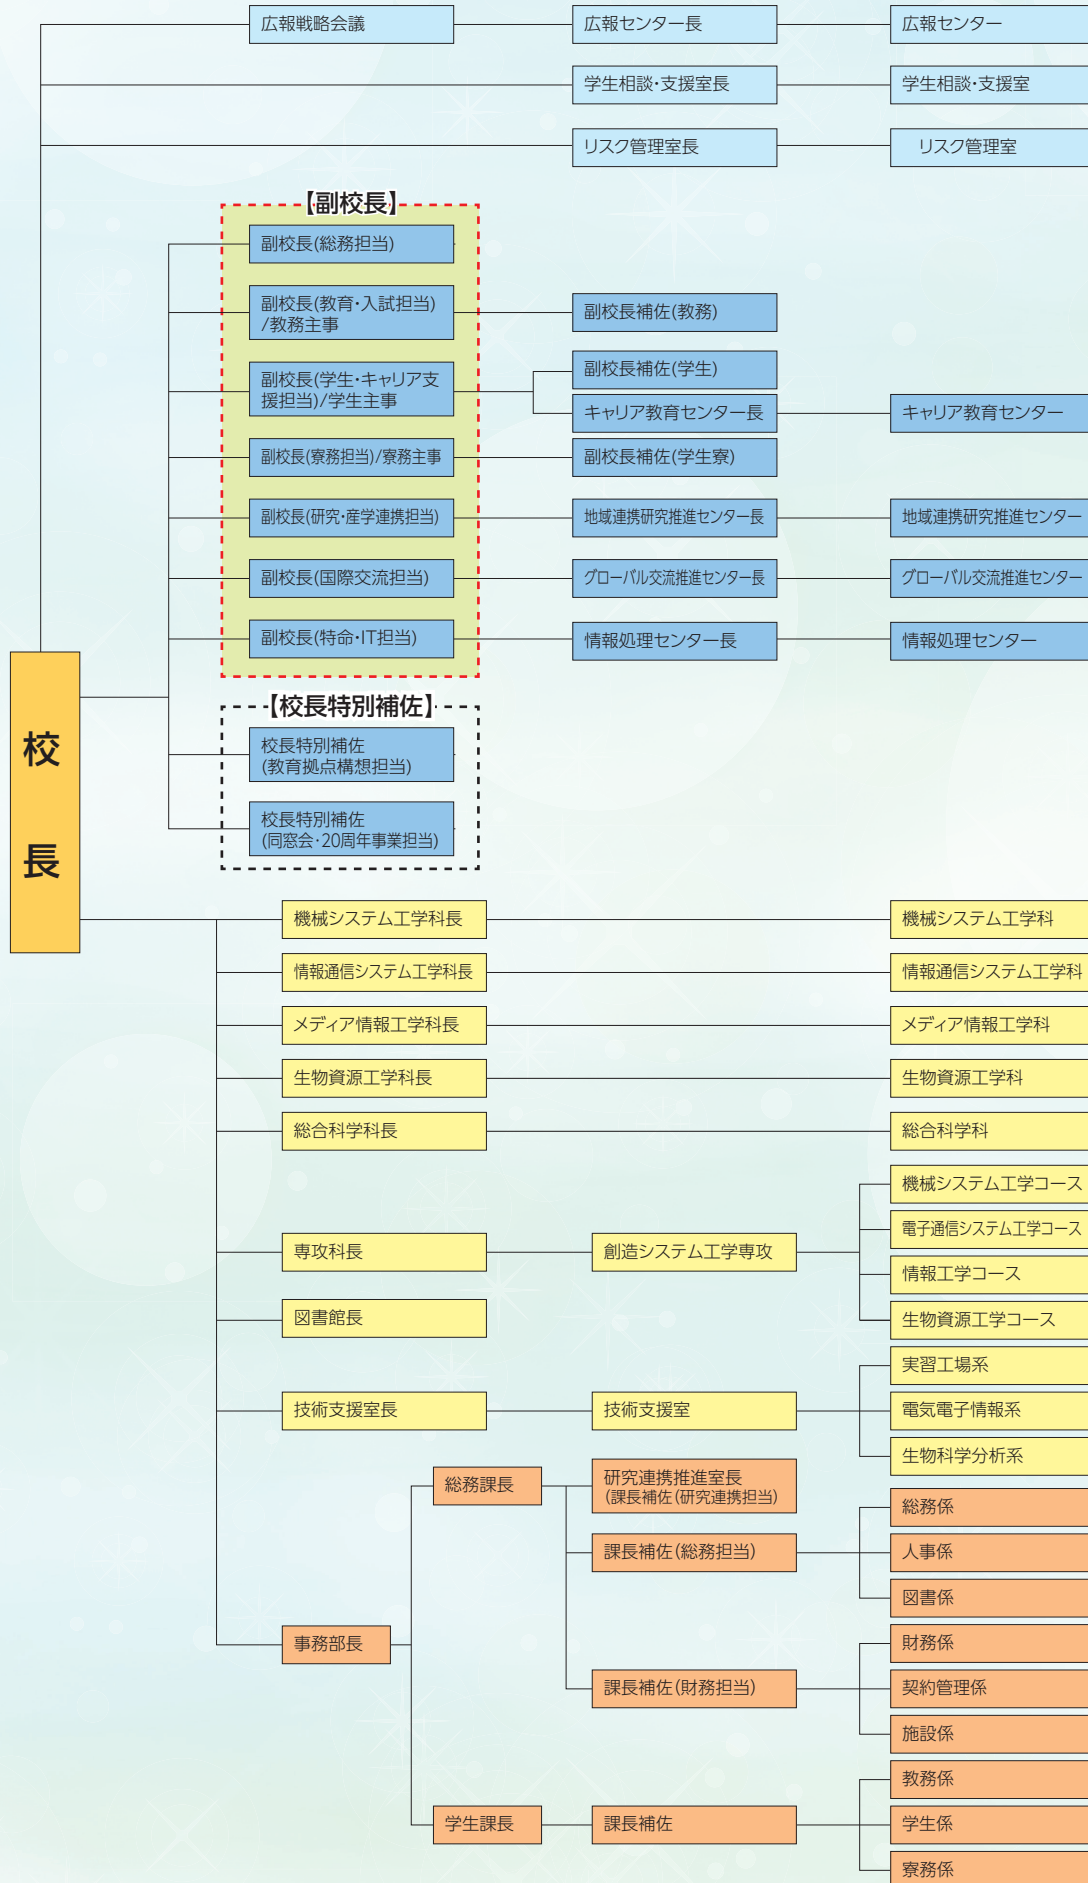 広報戦略会議
広報センター長
広報センター
学生相談・支援室長
学生相談・支援室
リスク管理室長
リスク管理室
【副校長】
副校長(総務担当)
副校長(教育・入試担当)
/教務主事
副校長補佐(教務)
副校長(学生・キャリア支
援担当)/学生主事
副校長補佐(学生)
キャリア教育センター長
キャリア教育センター
副校長(寮務担当)/寮務主事
副校長補佐(学生寮)
副校長(研究・産学連携担当)
地域連携研究推進センター長
地域連携研究推進センター
副校長(国際交流担当)
グローバル交流推進センター長
グローバル交流推進センター
副校長(特命・IT担当)
情報処理センター長
情報処理センター
校長
【校長特別補佐】
校長特別補佐
(教育拠点構想担当)
校長特別補佐
(同窓会・20周年事業担当)
機械システム工学科長
機械システム工学科
情報通信システム工学科長
情報通信システム工学科
メディア情報工学科長
メディア情報工学科
生物資源工学科長
生物資源工学科
総合科学科長
総合科学科
専攻科長
創造システム工学専攻
機械システム工学コース
電子通信システム工学コース
情報工学コース
生物資源工学コース
図書館長
技術支援室長
技術支援室
実習工場系
電気電子情報系
生物科学分析系
事務部長
総務課長
研究連携推進室長
(課長補佐(研究連携担当)
課長補佐(総務担当)
総務係
人事係
図書係
課長補佐(財務担当)
財務係
契約管理係
施設係
学生課長
課長補佐
教務係
学生係
寮務係